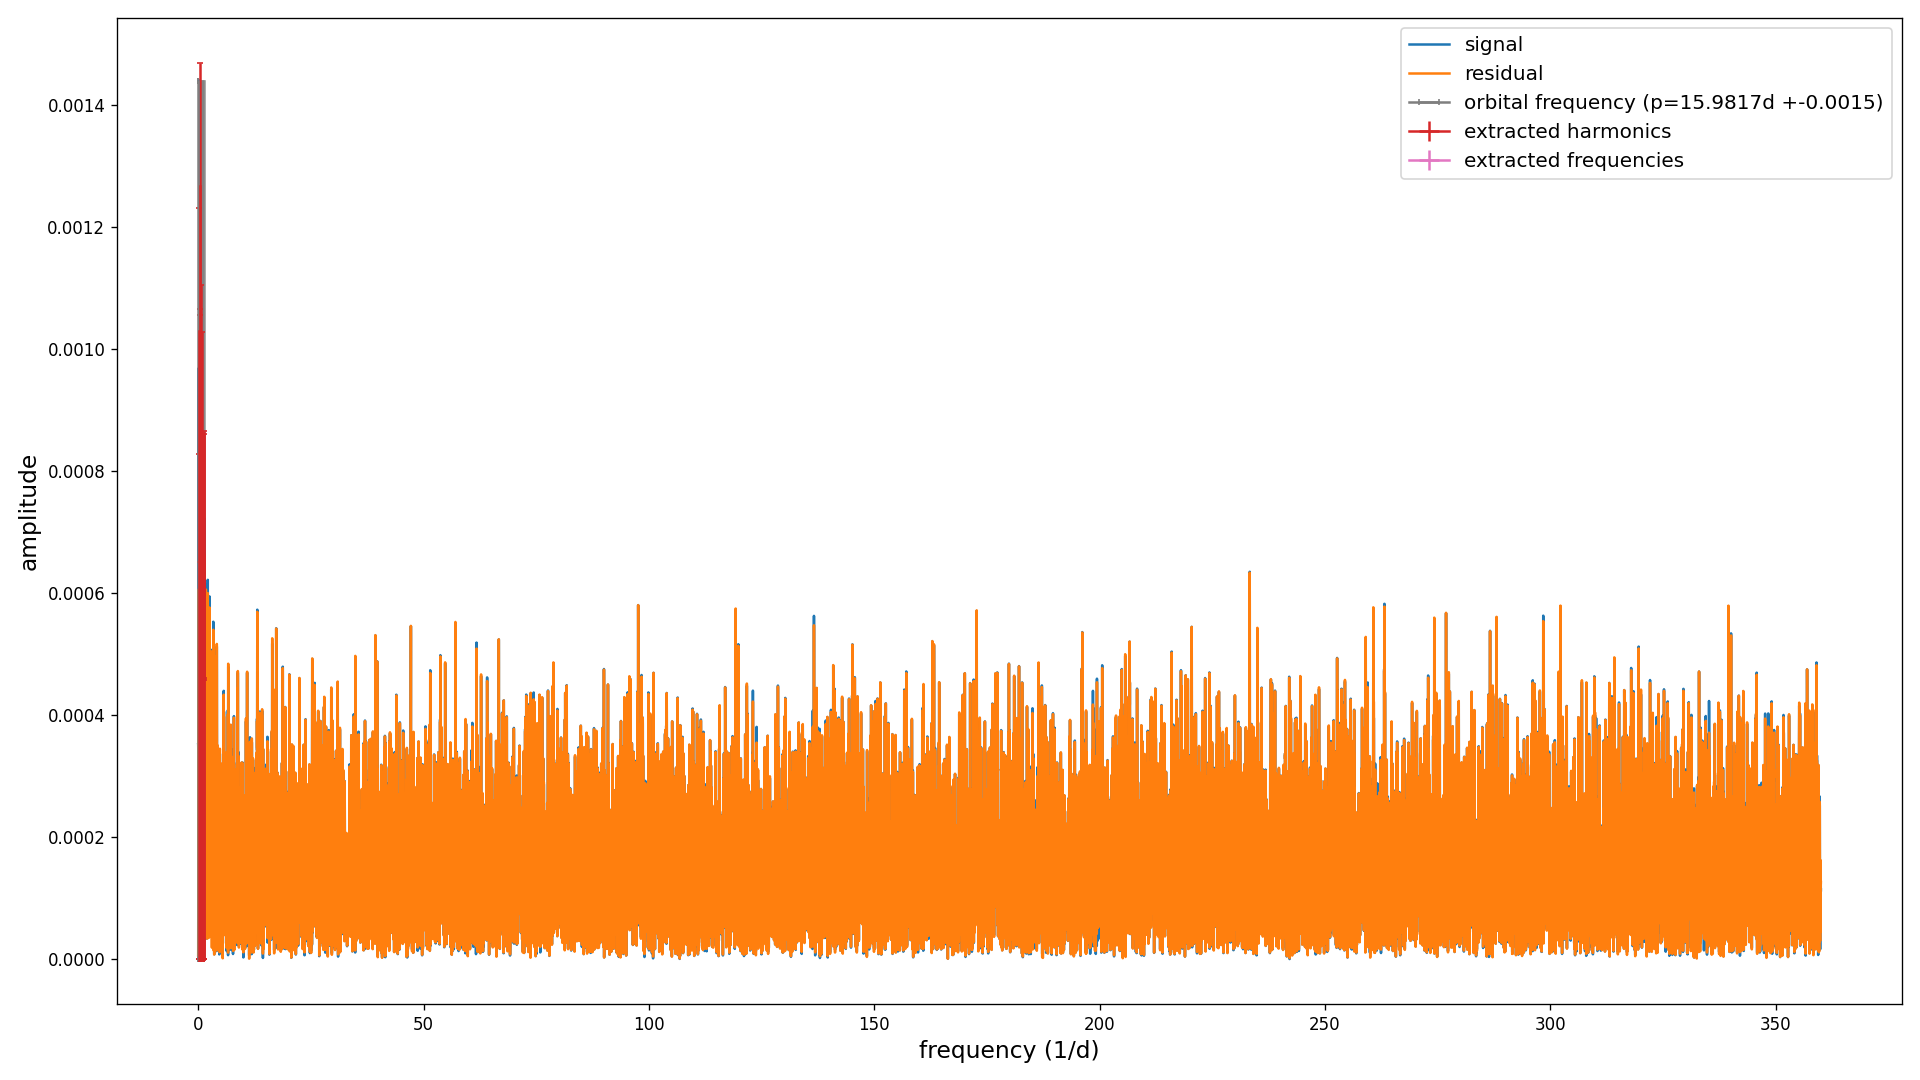 signal
residual
orbital frequency (p=15.9817d +-0.0015)
extracted harmonics
extracted frequencies
0.0014
0.0012
0.0010
0.0008
0.0006
0.0004
0.0002
0.0000
amplitude
0 50 100 150 200 250 300 350
frequency (1/d)